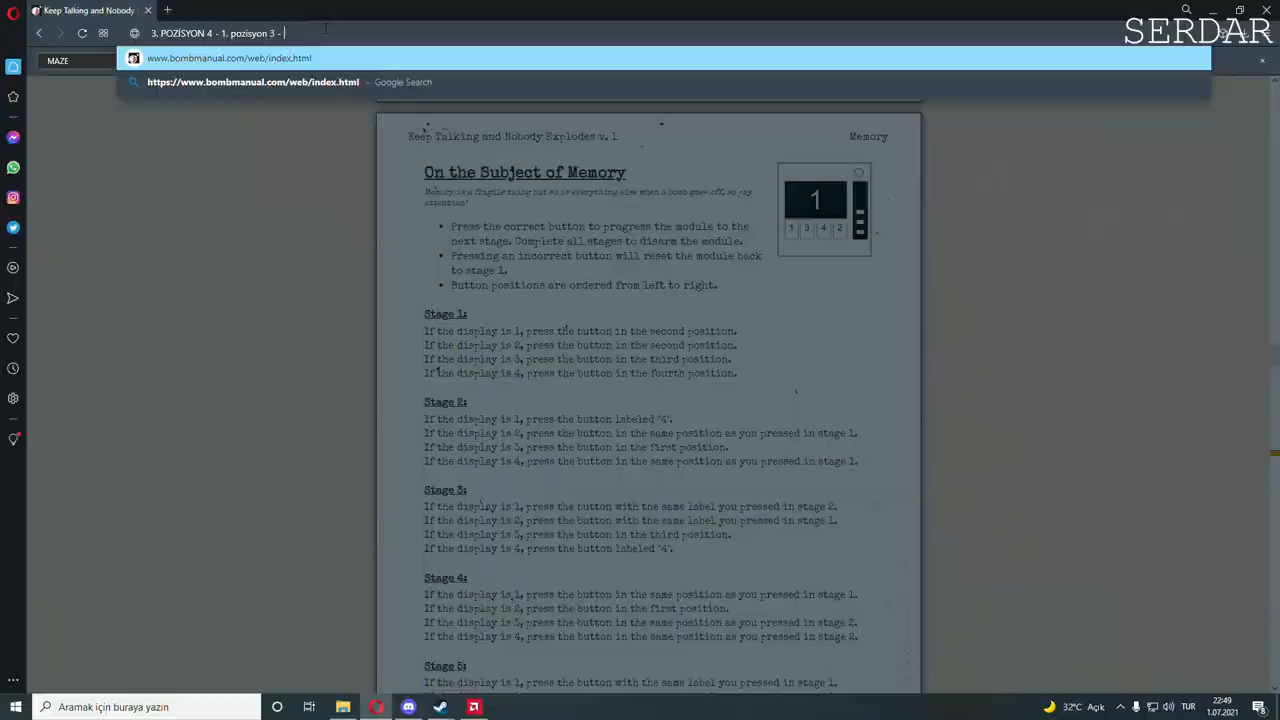 Keep Talking and Nobody
SERDAR
3. POZİSYON 4 - 1. pozisyon 3 -
www.bombmanual.com/web/index.html
MAZE
https://www.bombmanual.com/web/index.html - Google Search
Keep Talking and Nobody Explodes v. 1
Memory
On the Subject of Memory
Memory is a fragile thing but so is everything else when a bomb goes off, so pay
attention!
1
1 3 4 2
• Press the correct button to progress the module to the
next stage. Complete all stages to disarm the module.
• Pressing an incorrect button will reset the module back
to stage 1.
• Button positions are ordered from left to right.
Stage 1:
If the display is 1, press the button in the second position.
If the display is 2, press the button in the second position.
If the display is 3, press the button in the third position.
If the display is 4, press the button in the fourth position.
Stage 2:
If the display is 1, press the button labeled "4".
If the display is 2, press the button in the same position as you pressed in stage 1.
If the display is 3, press the button in the first position.
If the display is 4, press the button in the same position as you pressed in stage 1.
Stage 3:
If the display is 1, press the button with the same label you pressed in stage 2.
If the display is 2, press the button with the same label you pressed in stage 1.
If the display is 3, press the button in the third position.
If the display is 4, press the button labeled "4".
Stage 4:
If the display is 1, press the button in the same position as you pressed in stage 1.
If the display is 2, press the button in the first position.
If the display is 3, press the button in the same position as you pressed in stage 2.
If the display is 4, press the button in the same position as you pressed in stage 2.
Stage 5:
If the display is 1, press the button with the same label you pressed in stage 1.
Aramak için buraya yazın
32°C Açık
TUR
22:49
1.07.2021